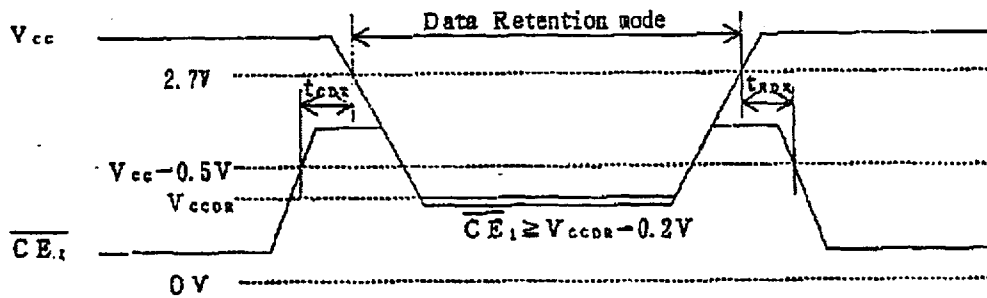 Data Retention mode
Vcc
2.7V
tCDR
tRDR
Vcc−0.5V
VCCDR
CE1≧VCCDR−0.2V
CE1
0V